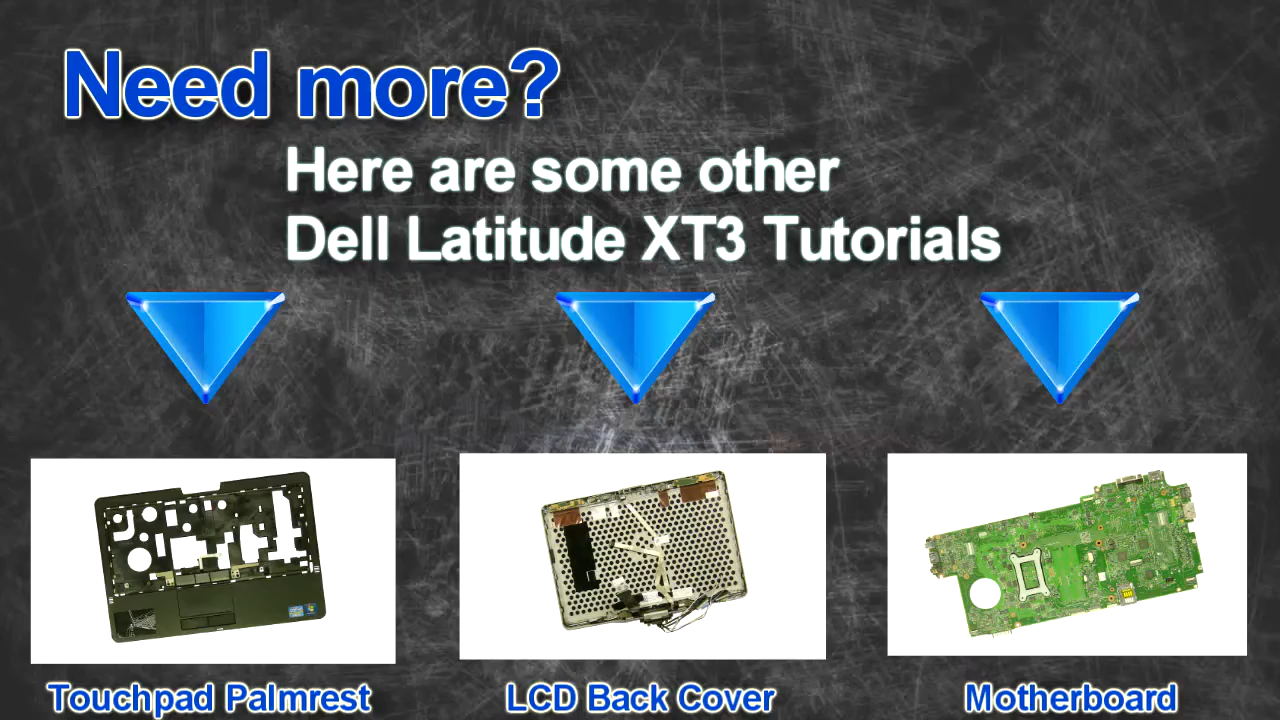 Need more?
Here are some other
Dell Latitude XT3 Tutorials
Touchpad Palmrest
LCD Back Cover
Motherboard